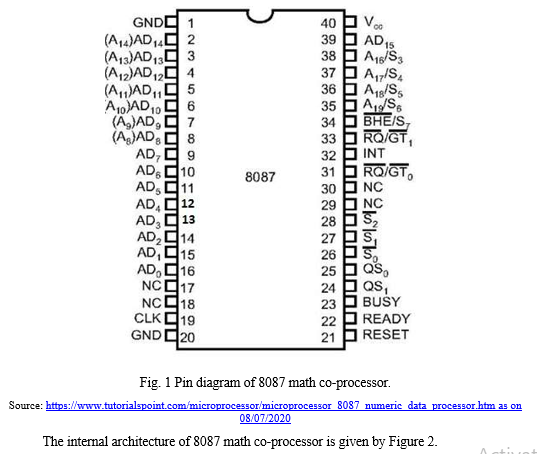 GND 1 40 Vcc
(A14)AD14 2 39 AD15
(A13)AD13 3 38 A16/S3
(A12)AD12 4 37 A17/S4
(A11)AD11 5 36 A18/S5
A10)AD10 6 35 A19/S6
(A9)AD9 7 34 BHE/S7
(A8)AD8 8 33 RQ/GT1
AD7 9 32 INT
AD6 10 31 RQ/GT0
8087
AD5 11 30 NC
AD4 12 29 NC
AD3 13 28 S2
AD2 14 27 S1
AD1 15 26 S0
AD0 16 25 QS0
NC 17 24 QS1
NC 18 23 BUSY
CLK 19 22 READY
GND 20 21 RESET
Fig. 1 Pin diagram of 8087 math co-processor.
Source: https://www.tutorialspoint.com/microprocessor/microprocessor_8087_numeric_data_processor.htm as on
08/07/2020
The internal architecture of 8087 math co-processor is given by Figure 2.